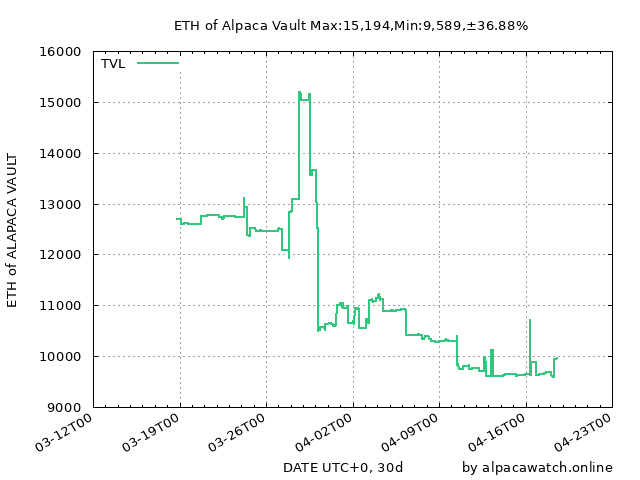 ETH of Alpaca Vault Max:15,194,Min:9,589,±36.88%
TVL
16000
15000
14000
13000
12000
11000
10000
9000
ETH of ALAPACA VAULT
03-12T00
03-19T00
03-26T00
04-02T00
04-09T00
04-16T00
04-23T00
DATE UTC+0, 30d
by alpacawatch.online